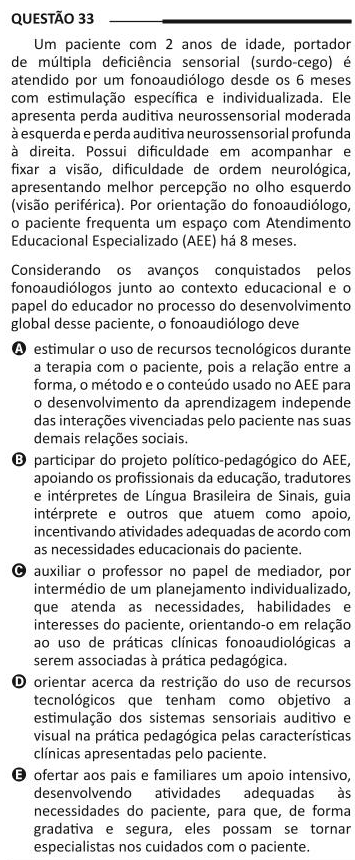 QUESTÃO 33
Um paciente com 2 anos de idade, portador
de múltipla deficiência sensorial (surdo-cego) é
atendido por um fonoaudiólogo desde os 6 meses
com estimulação específica e individualizada. Ele
apresenta perda auditiva neurossensorial moderada
à esquerda e perda auditiva neurossensorial profunda
à direita. Possui dificuldade em acompanhar e
fixar a visão, dificuldade de ordem neurológica,
apresentando melhor percepção no olho esquerdo
(visão periférica). Por orientação do fonoaudiólogo,
o paciente frequenta um espaço com Atendimento
Educacional Especializado (AEE) há 8 meses.
Considerando os avanços conquistados pelos
fonoaudiólogos junto ao contexto educacional e o
papel do educador no processo do desenvolvimento
global desse paciente, o fonoaudiólogo deve
A estimular o uso de recursos tecnológicos durante
a terapia com o paciente, pois a relação entre a
forma, o método e o conteúdo usado no AEE para
o desenvolvimento da aprendizagem independe
das interações vivenciadas pelo paciente nas suas
demais relações sociais.
B participar do projeto político-pedagógico do AEE,
apoiando os profissionais da educação, tradutores
e intérpretes de Língua Brasileira de Sinais, guia
intérprete e outros que atuem como apoio,
incentivando atividades adequadas de acordo com
as necessidades educacionais do paciente.
C auxiliar o professor no papel de mediador, por
intermédio de um planejamento individualizado,
que atenda as necessidades, habilidades e
interesses do paciente, orientando-o em relação
ao uso de práticas clínicas fonoaudiológicas a
serem associadas à prática pedagógica.
D orientar acerca da restrição do uso de recursos
tecnológicos que tenham como objetivo a
estimulação dos sistemas sensoriais auditivo e
visual na prática pedagógica pelas características
clínicas apresentadas pelo paciente.
E ofertar aos pais e familiares um apoio intensivo,
desenvolvendo atividades adequadas às
necessidades do paciente, para que, de forma
gradativa e segura, eles possam se tornar
especialistas nos cuidados com o paciente.